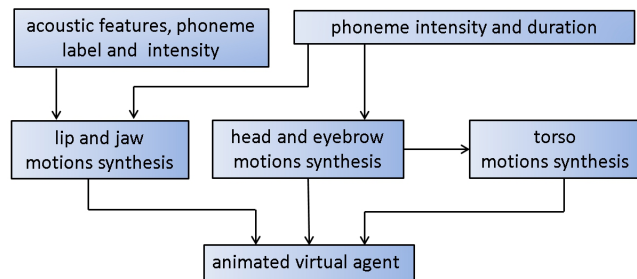 acoustic features, phoneme
label and intensity
phoneme intensity and duration
lip and jaw
motions synthesis
head and eyebrow
motions synthesis
torso
motions synthesis
animated virtual agent